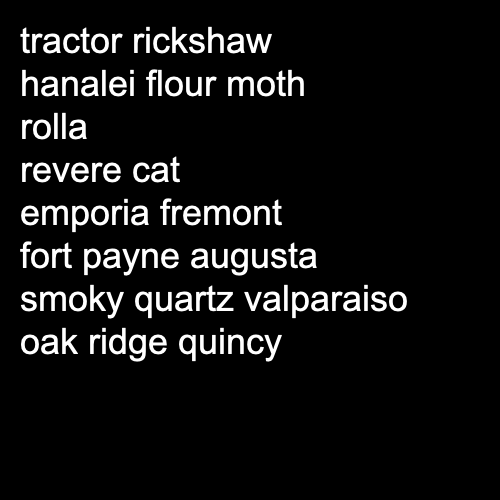 tractor rickshaw
hanalei flour moth
rolla
revere cat
emporia fremont
fort payne augusta
smoky quartz valparaiso
oak ridge quincy